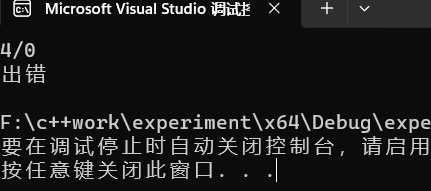 Microsoft Visual Studio 调试
4/0
出错
F:\c++work\experiment\x64\Debug\expe
要在调试停止时自动关闭控制台，请启用
按任意键关闭此窗口. . .